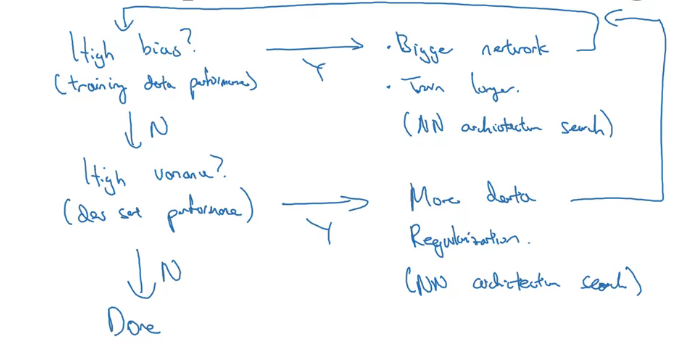 High bias?
(training data performance)
Y
· Bigger network
· Train longer.
(NN architecture search)
N
High variance?
(dev set performance)
Y
More data
Regularization.
(NN architecture search)
N
Done